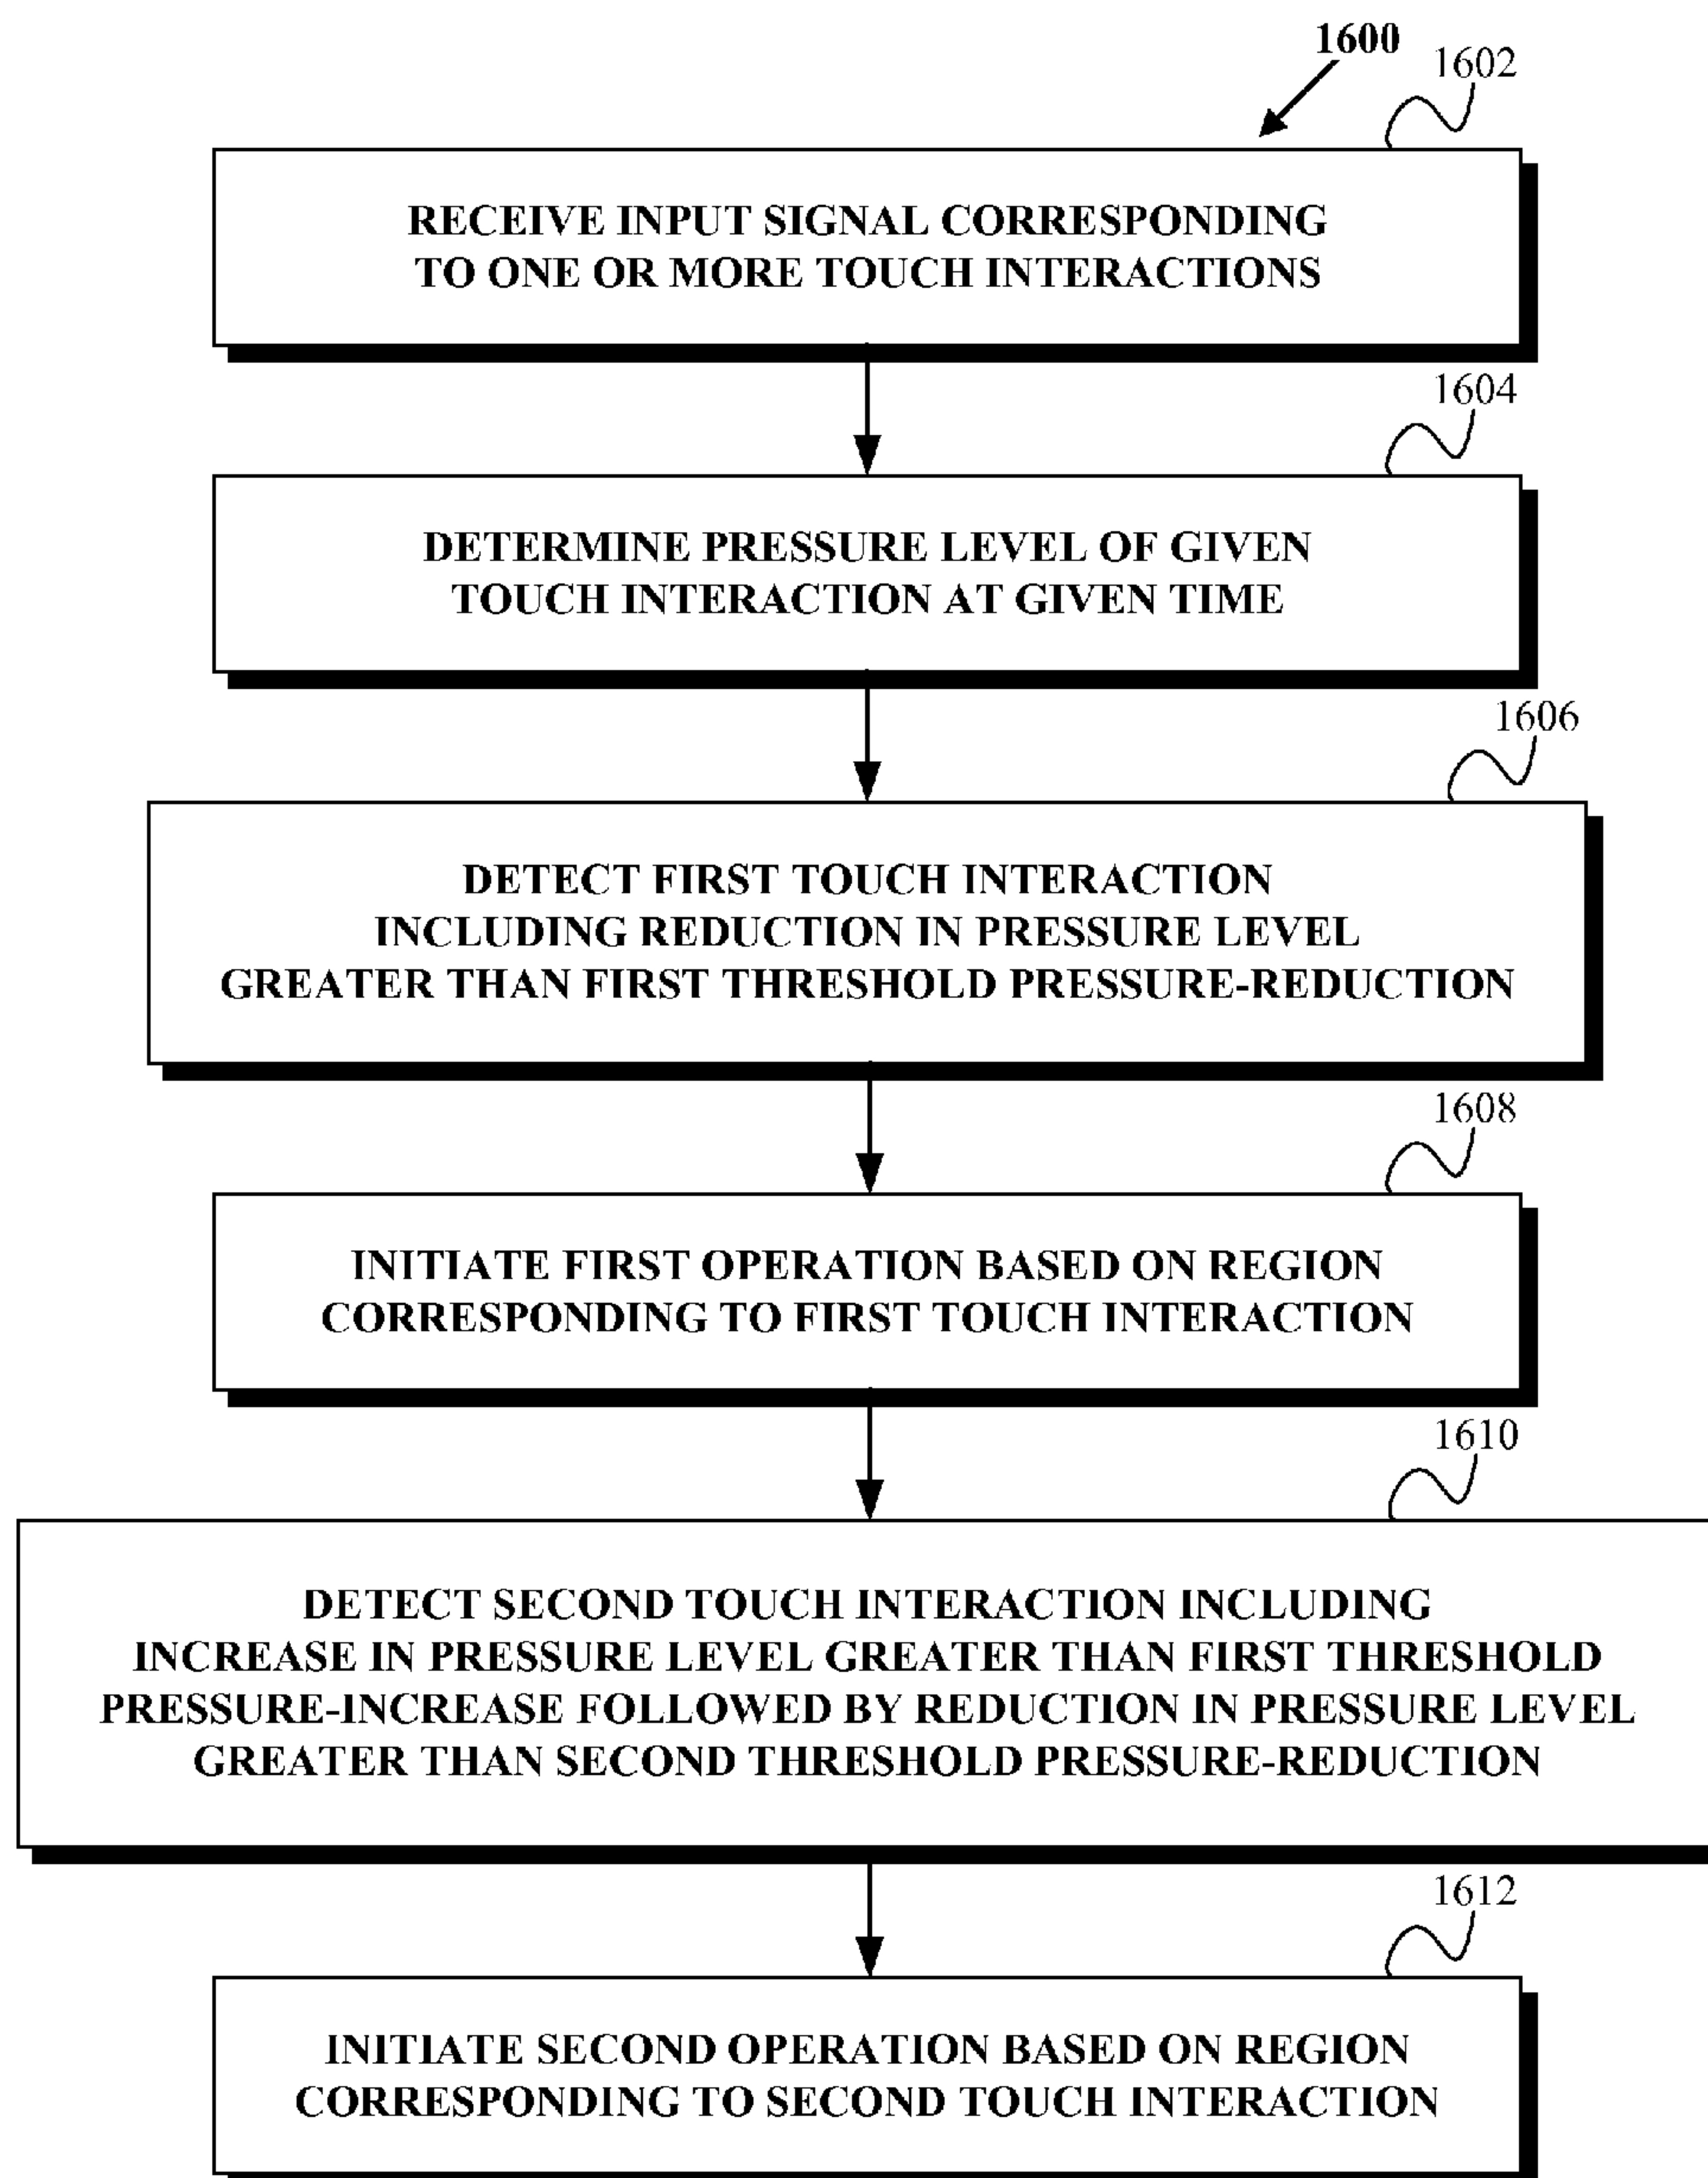 1600
1602
RECEIVE INPUT SIGNAL CORRESPONDING
TO ONE OR MORE TOUCH INTERACTIONS
1604
DETERMINE PRESSURE LEVEL OF GIVEN
TOUCH INTERACTION AT GIVEN TIME
1606
DETECT FIRST TOUCH INTERACTION
INCLUDING REDUCTION IN PRESSURE LEVEL
GREATER THAN FIRST THRESHOLD PRESSURE-REDUCTION
1608
INITIATE FIRST OPERATION BASED ON REGION
CORRESPONDING TO FIRST TOUCH INTERACTION
1610
DETECT SECOND TOUCH INTERACTION INCLUDING
INCREASE IN PRESSURE LEVEL GREATER THAN FIRST THRESHOLD
PRESSURE-INCREASE FOLLOWED BY REDUCTION IN PRESSURE LEVEL
GREATER THAN SECOND THRESHOLD PRESSURE-REDUCTION
1612
INITIATE SECOND OPERATION BASED ON REGION
CORRESPONDING TO SECOND TOUCH INTERACTION